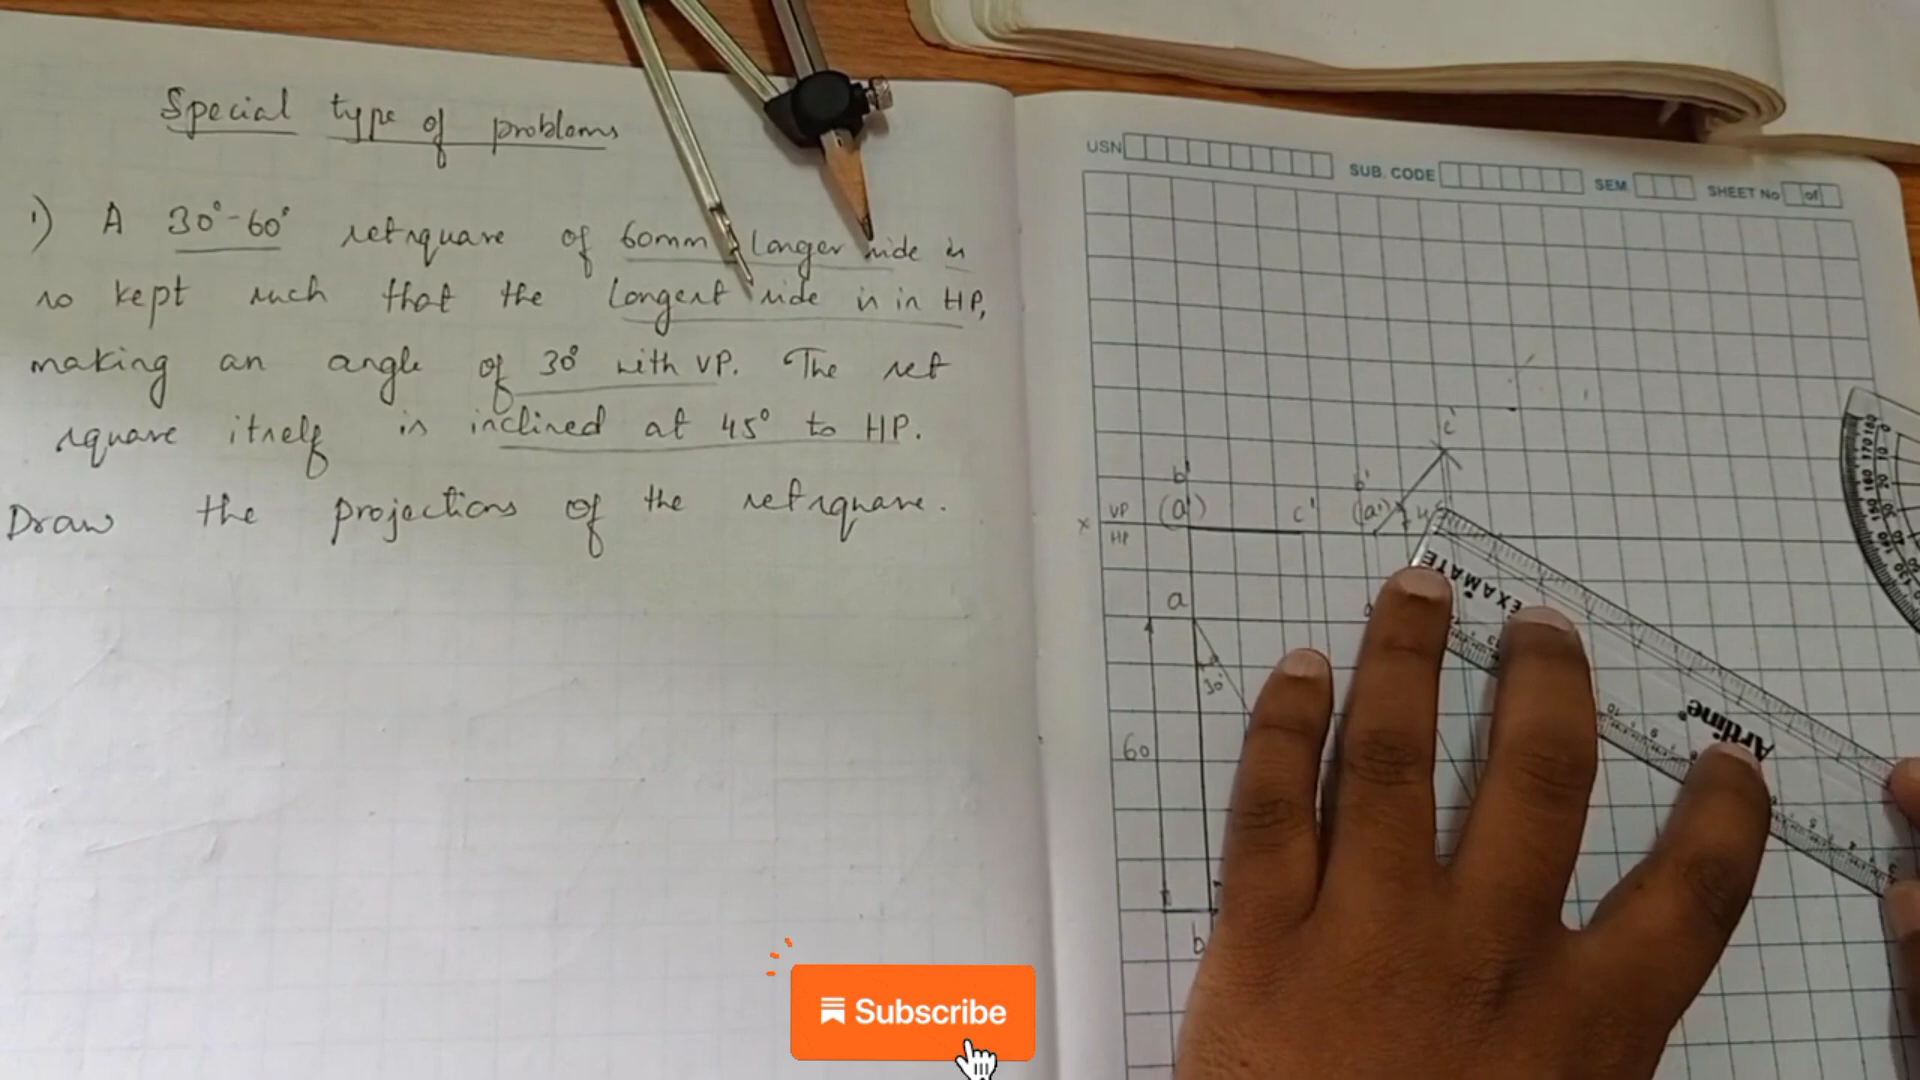 Special type of problems
1) A 30°-60° setsquare of 60mm longer side is
so kept such that the longest side is in HP,
making an angle of 30° with VP. The set
square itself is inclined at 45° to HP.
Draw the projections of the setsquare.
USN SUB. CODE SEM. SHEET No of
c'
b' b'
X VP (a') c' (a')
HP
a
30°
60
b
EXAMATE
Artline
Subscribe